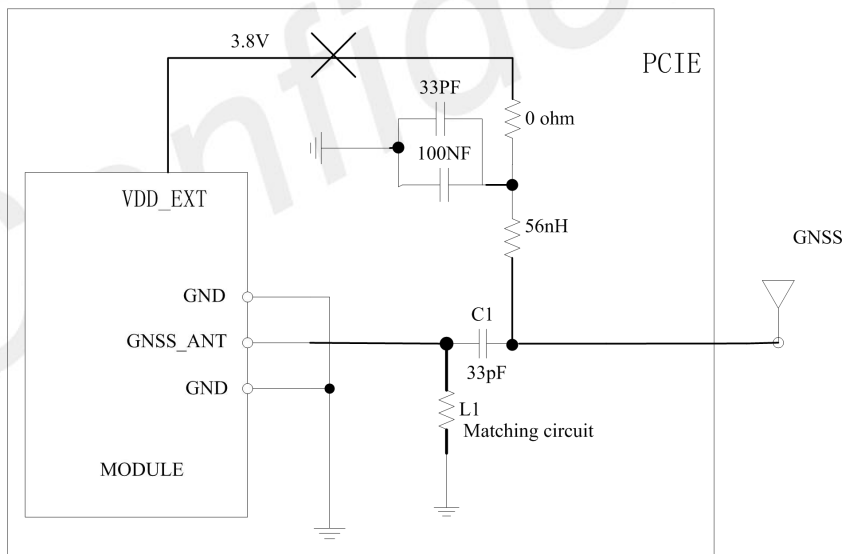 3.8V
PCIE
33PF
0 ohm
100NF
VDD_EXT
56nH
GNSS
GND
C1
GNSS_ANT
33pF
GND
L1
Matching circuit
MODULE
Confidential